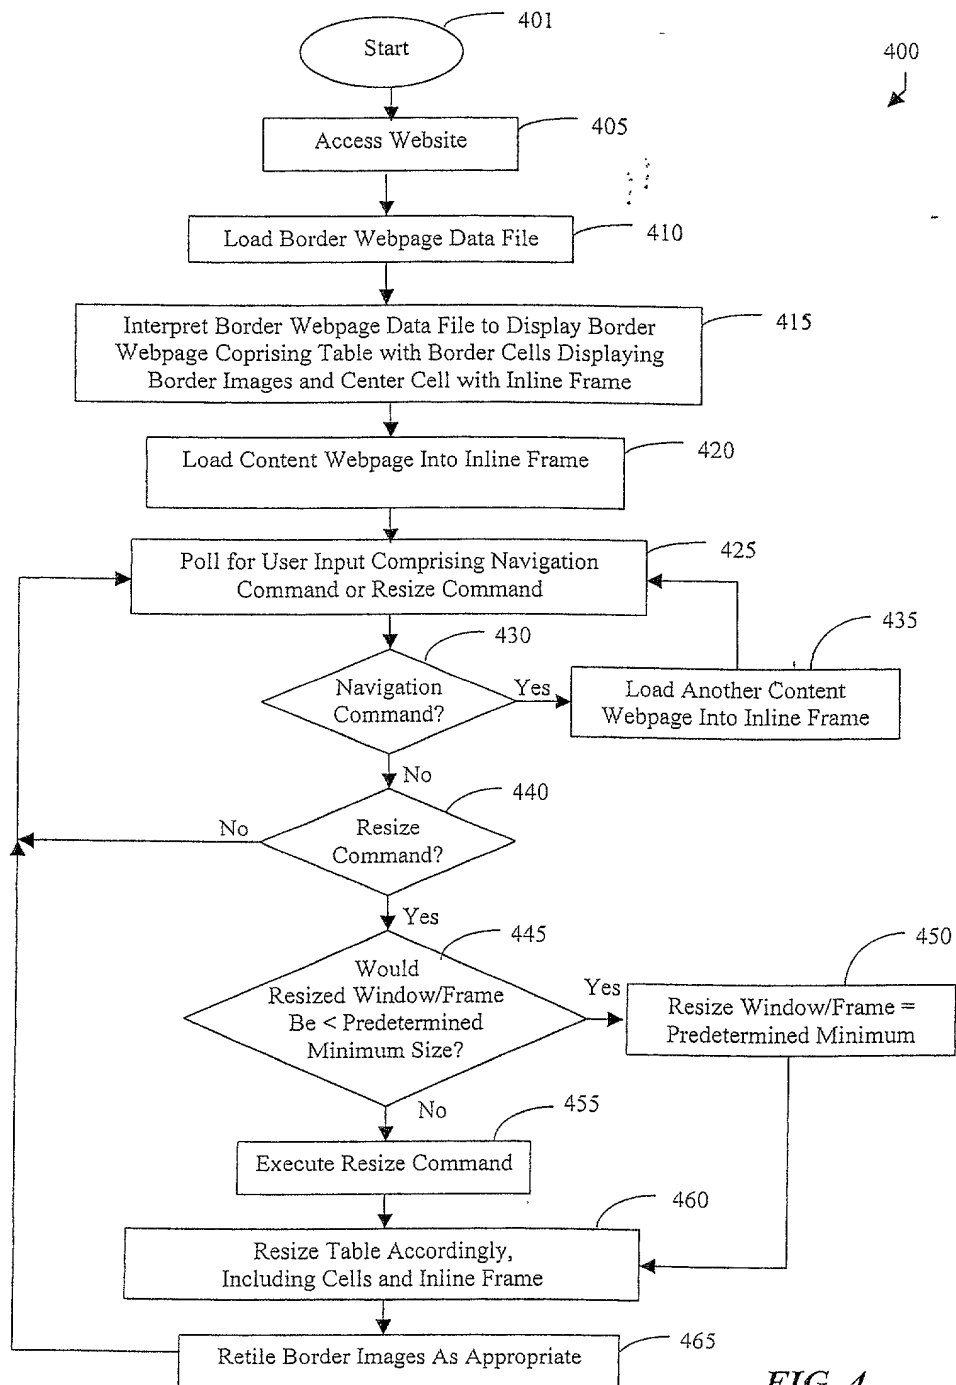 401
Start
400
405
Access Website
410
Load Border Webpage Data File
415
Interpret Border Webpage Data File to Display Border
Webpage Coprising Table with Border Cells Displaying
Border Images and Center Cell with Inline Frame
420
Load Content Webpage Into Inline Frame
425
Poll for User Input Comprising Navigation
Command or Resize Command
430
435
Navigation
Command?
Yes
Load Another Content
Webpage Into Inline Frame
No
440
No
Resize
Command?
Yes
445
450
Would
Resized Window/Frame
Be < Predetermined
Minimum Size?
Yes
Resize Window/Frame =
Predetermined Minimum
No
455
Execute Resize Command
460
Resize Table Accordingly,
Including Cells and Inline Frame
465
Retile Border Images As Appropriate
FIG. 4